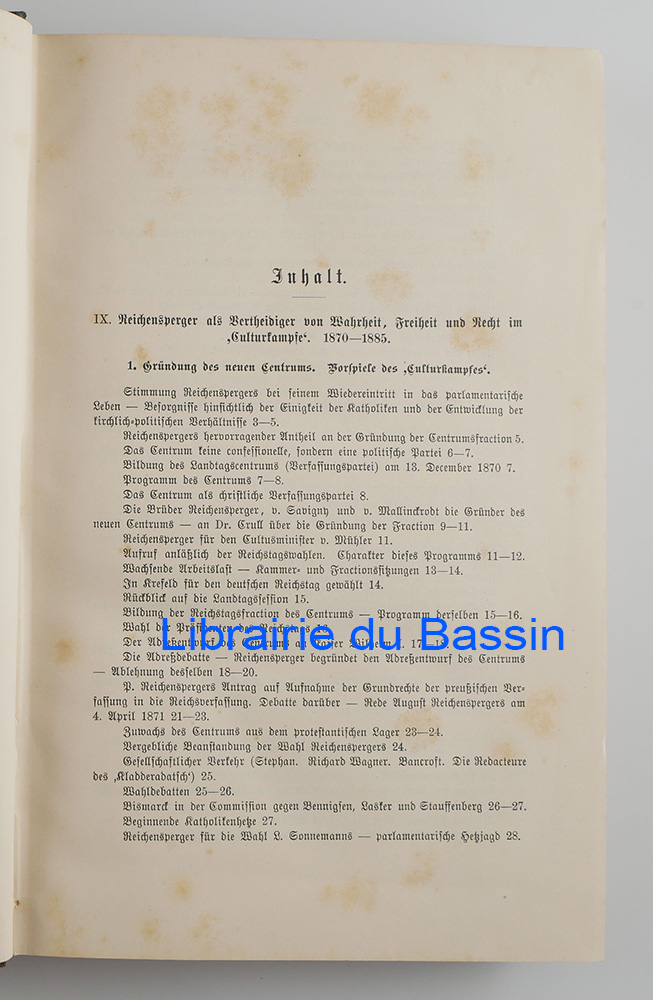 Inhalt.
IX. Reichensperger als Vertheidiger von Wahrheit, Freiheit und Recht im
‚Culturkampfe‘. 1870—1885.
1. Gründung des neuen Centrums. Vorspiele des ‚Culturkampfes‘.
Stimmung Reichenspergers bei seinem Wiedereintritt in das parlamentarische
Leben — Besorgnisse hinsichtlich der Einigkeit der Katholiken und der Entwicklung der
kirchlich-politischen Verhältnisse 3—5.
Reichenspergers hervorragender Antheil an der Gründung der Centrumsfraction 5.
Das Centrum keine confessionelle, sondern eine politische Partei 6—7.
Bildung des Landtagscentrums (Verfassungspartei) am 13. December 1870 7.
Programm des Centrums 7—8.
Das Centrum als christliche Verfassungspartei 8.
Die Brüder Reichensperger, v. Savigny und v. Mallinckrodt die Gründer des
neuen Centrums — an Dr. Crull über die Gründung der Fraction 9—11.
Reichensperger für den Cultusminister v. Mühler 11.
Aufruf anläßlich der Reichstagswahlen. Charakter dieses Programms 11—12.
Wachsende Arbeitslast — Kammer- und Fractionssitzungen 13—14.
In Krefeld für den deutschen Reichstag gewählt 14.
Rückblick auf die Landtagssession 15.
Bildung der Reichstagsfraction des Centrums — Programm derselben 15—16.
Wahl der Präsidenten des Reichstags 16.
Librairie du Bassin
Der Adreßentwurf des Centrums an Kaiser Wilhelm I. 17—18.
Die Adreßdebatte — Reichensperger begründet den Adreßentwurf des Centrums
— Ablehnung desselben 18—20.
P. Reichenspergers Antrag auf Aufnahme der Grundrechte der preußischen Ver-
fassung in die Reichsverfassung. Debatte darüber — Rede August Reichenspergers am
4. April 1871 21—23.
Zuwachs des Centrums aus dem protestantischen Lager 23—24.
Vergebliche Beanstandung der Wahl Reichenspergers 24.
Gesellschaftlicher Verkehr (Stephan. Richard Wagner. Bancroft. Die Redacteure
des ‚Kladderadatsch‘) 25.
Wahldebatten 25—26.
Bismarck in der Commission gegen Bennigsen, Lasker und Stauffenberg 26—27.
Beginnende Katholikenhetze 27.
Reichensperger für die Wahl L. Sonnemanns — parlamentarische Hetzjagd 28.